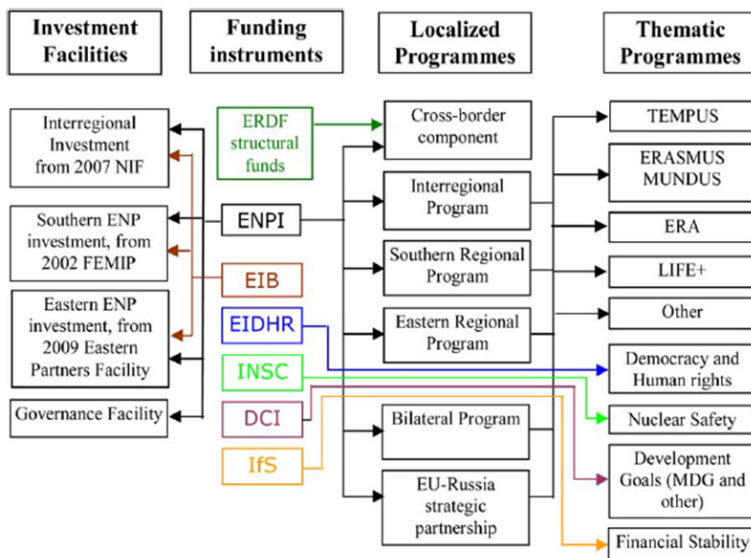 Investment
Facilities
Funding
instruments
Localized
Programmes
Thematic
Programmes
Interregional
Investment
from 2007 NIF
Southern ENP
investment, from
2002 FEMIP
Eastern ENP
investment, from
2009 Eastern
Partners Facility
Governance Facility
ERDF
structural
funds
ENPI
EIB
EIDHR
INSC
DCI
IfS
Cross-border
component
Interregional
Program
Southern Regional
Program
Eastern Regional
Program
Bilateral Program
EU-Russia
strategic
partnership
TEMPUS
ERASMUS
MUNDUS
ERA
LIFE+
Other
Democracy and
Human rights
Nuclear Safety
Development
Goals (MDG and
other)
Financial Stability